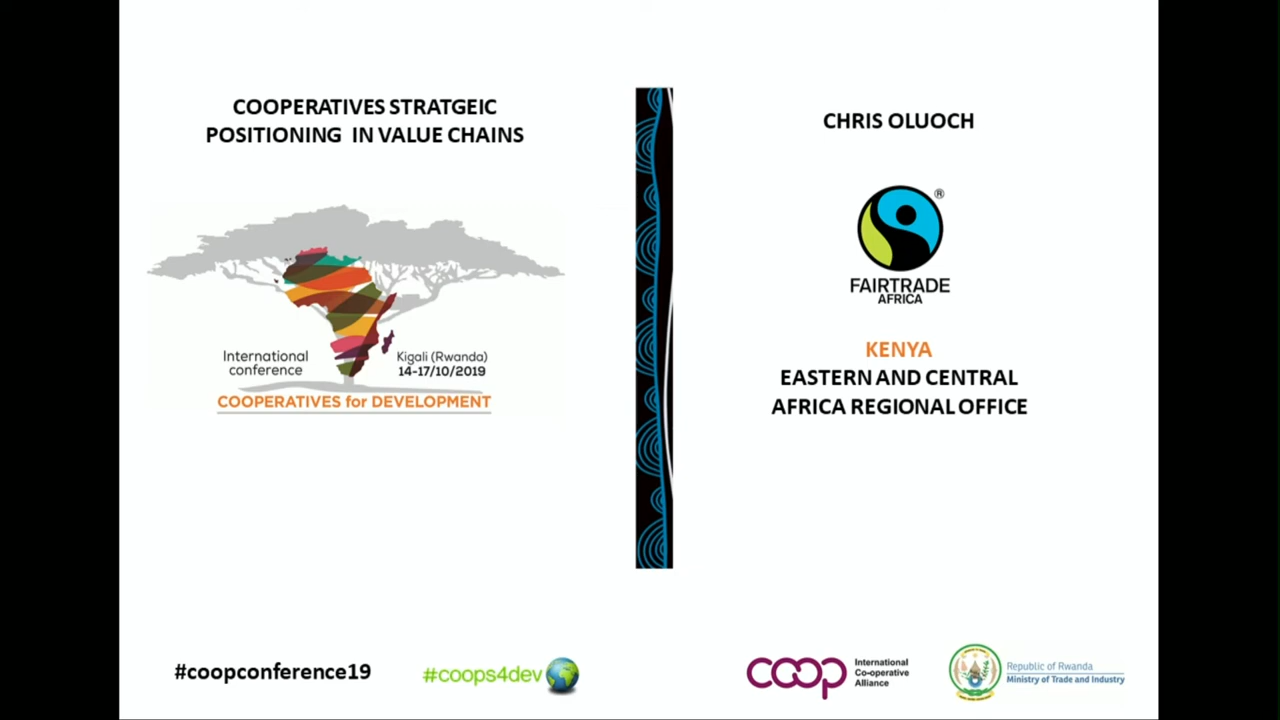 COOPERATIVES STRATGEIC
POSITIONING IN VALUE CHAINS
International
conference
Kigali (Rwanda)
14-17/10/2019
COOPERATIVES for DEVELOPMENT
CHRIS OLUOCH
®
FAIRTRADE
AFRICA
KENYA
EASTERN AND CENTRAL
AFRICA REGIONAL OFFICE
#coopconference19
#coops4dev
coop
International
Co-operative
Alliance
Republic of Rwanda
Ministry of Trade and Industry